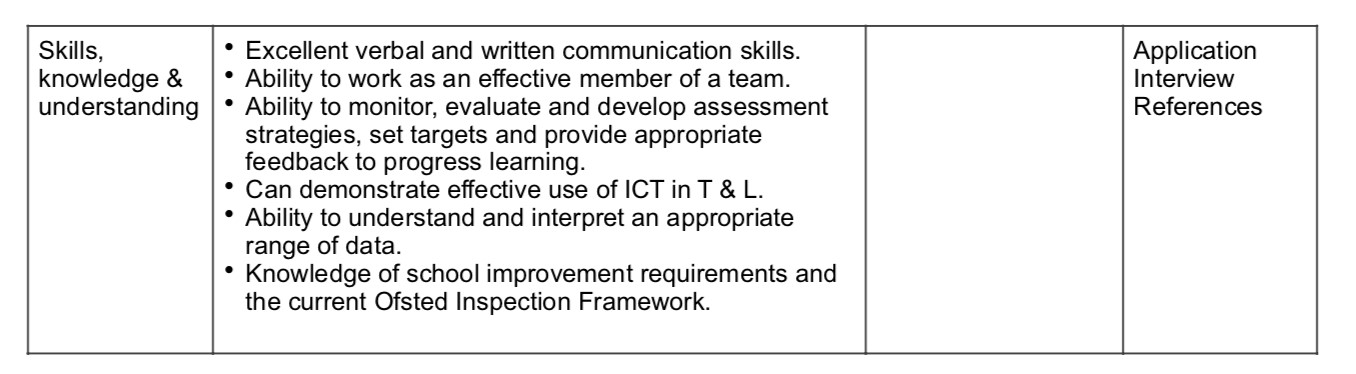 Skills,
knowledge &
understanding
• Excellent verbal and written communication skills.
• Ability to work as an effective member of a team.
• Ability to monitor, evaluate and develop assessment
strategies, set targets and provide appropriate
feedback to progress learning.
• Can demonstrate effective use of ICT in T & L.
• Ability to understand and interpret an appropriate
range of data.
• Knowledge of school improvement requirements and
the current Ofsted Inspection Framework.
Application
Interview
References